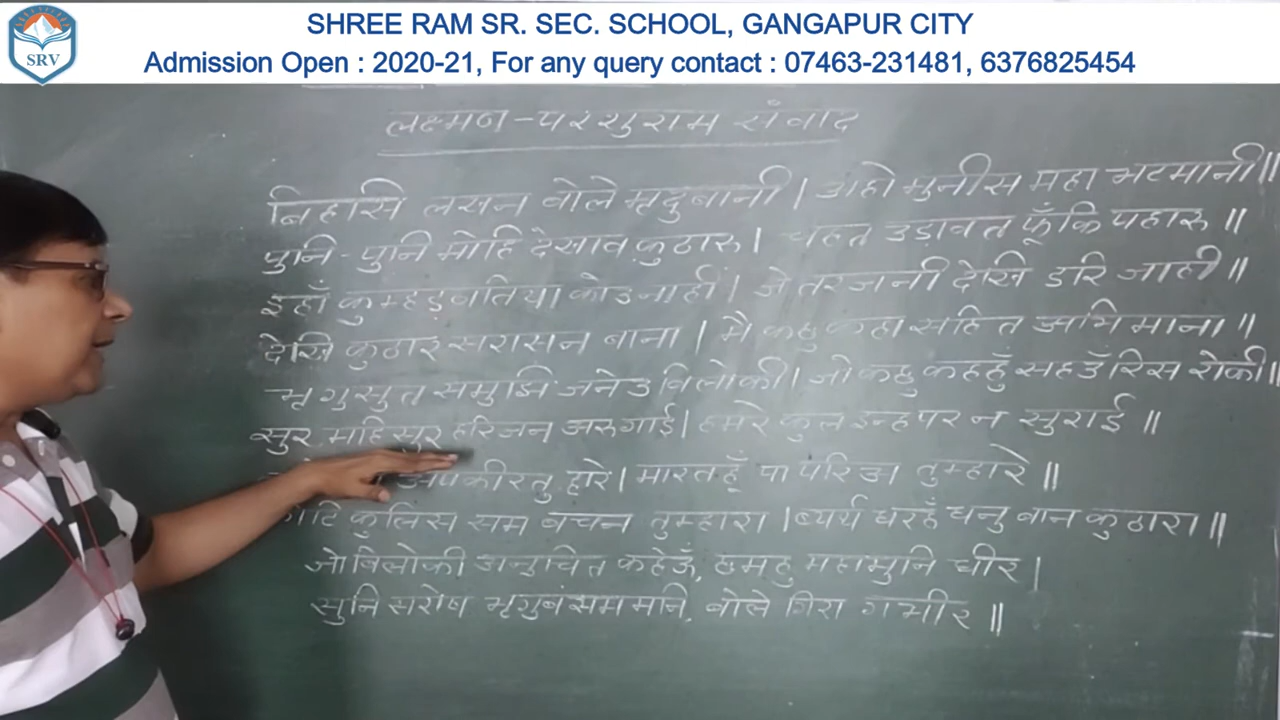 SHREE RAM SR. SEC. SCHOOL, GANGAPUR CITY
SRV
Admission Open : 2020-21, For any query contact : 07463-231481, 6376825454
लक्ष्मण-परशुराम संवाद
बिहसि लखन बोले मृदु बानी । अहो मुनीस महा भटमानी ॥
पुनि-पुनि मोहि देखाव कुठारु । चहत उड़ावत फूँकि पहारू ॥
इहाँ कुम्हड़बतिया कोउ नाहीं । जे तरजनी देखि डरि जाही ॥
देखि कुठार सरासन बाना । मै कछु कहा सहित अभिमाना ॥
भृगुसुत समुझि जनेउ बिलोकी । जो कछु कहहुँ सहउँ रिस रोकी ॥
सुर महिसुर हरिजन अरु गाई । हमरे कुल इन्ह पर न सुराई ॥
अपकीरतु हारे । मारतहूँ पा परिअ तुम्हारे ॥
कुलिस सम बचन तुम्हारा । ब्यर्थ धरहुँ धनु बान कुठारा ॥
जो बिलोकी अनुचित कहेऊँ, छमहु महामुनि धीर ।
सुनि सरोष भृगुबंसममनि, बोले गिरा गभीर ॥